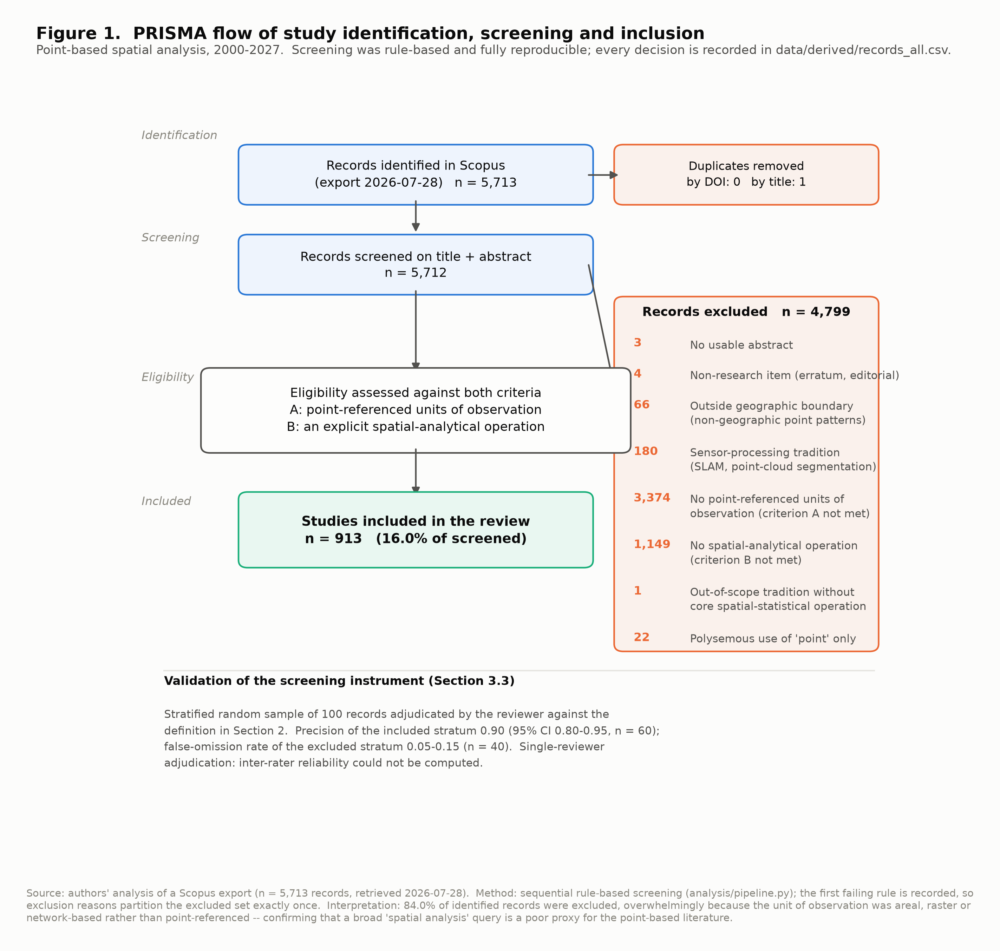 Figure 1.  PRISMA flow of study identification, screening and inclusion
Point-based spatial analysis, 2000-2027.  Screening was rule-based and fully reproducible; every decision is recorded in data/derived/records_all.csv.
Identification
Records identified in Scopus
(export 2026-07-28)   n = 5,713
Duplicates removed
by DOI: 0   by title: 1
Screening
Records screened on title + abstract
n = 5,712
Eligibility
Eligibility assessed against both criteria
A: point-referenced units of observation
B: an explicit spatial-analytical operation
Included
Studies included in the review
n = 913   (16.0% of screened)
Records excluded   n = 4,799
3   No usable abstract
4   Non-research item (erratum, editorial)
66   Outside geographic boundary
(non-geographic point patterns)
180   Sensor-processing tradition
(SLAM, point-cloud segmentation)
3,374   No point-referenced units of
observation (criterion A not met)
1,149   No spatial-analytical operation
(criterion B not met)
1   Out-of-scope tradition without
core spatial-statistical operation
22   Polysemous use of 'point' only
Validation of the screening instrument (Section 3.3)
Stratified random sample of 100 records adjudicated by the reviewer against the
definition in Section 2.  Precision of the included stratum 0.90 (95% CI 0.80-0.95, n = 60);
false-omission rate of the excluded stratum 0.05-0.15 (n = 40).  Single-reviewer
adjudication: inter-rater reliability could not be computed.
Source: authors' analysis of a Scopus export (n = 5,713 records, retrieved 2026-07-28).  Method: sequential rule-based screening (analysis/pipeline.py); the first failing rule is recorded, so
exclusion reasons partition the excluded set exactly once.  Interpretation: 84.0% of identified records were excluded, overwhelmingly because the unit of observation was areal, raster or
network-based rather than point-referenced -- confirming that a broad 'spatial analysis' query is a poor proxy for the point-based literature.